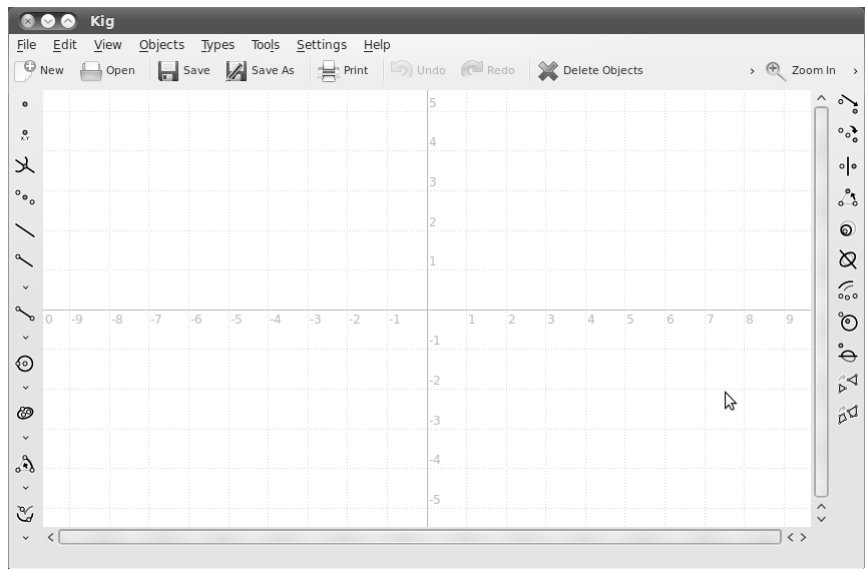 Kig
File Edit View Objects Types Tools Settings Help
New Open Save Save As Print Undo Redo Delete Objects Zoom In
X,Y
5
4
3
2
1
0 -9 -8 -7 -6 -5 -4 -3 -2 -1 1 2 3 4 5 6 7 8 9
-1
-2
-3
-4
-5